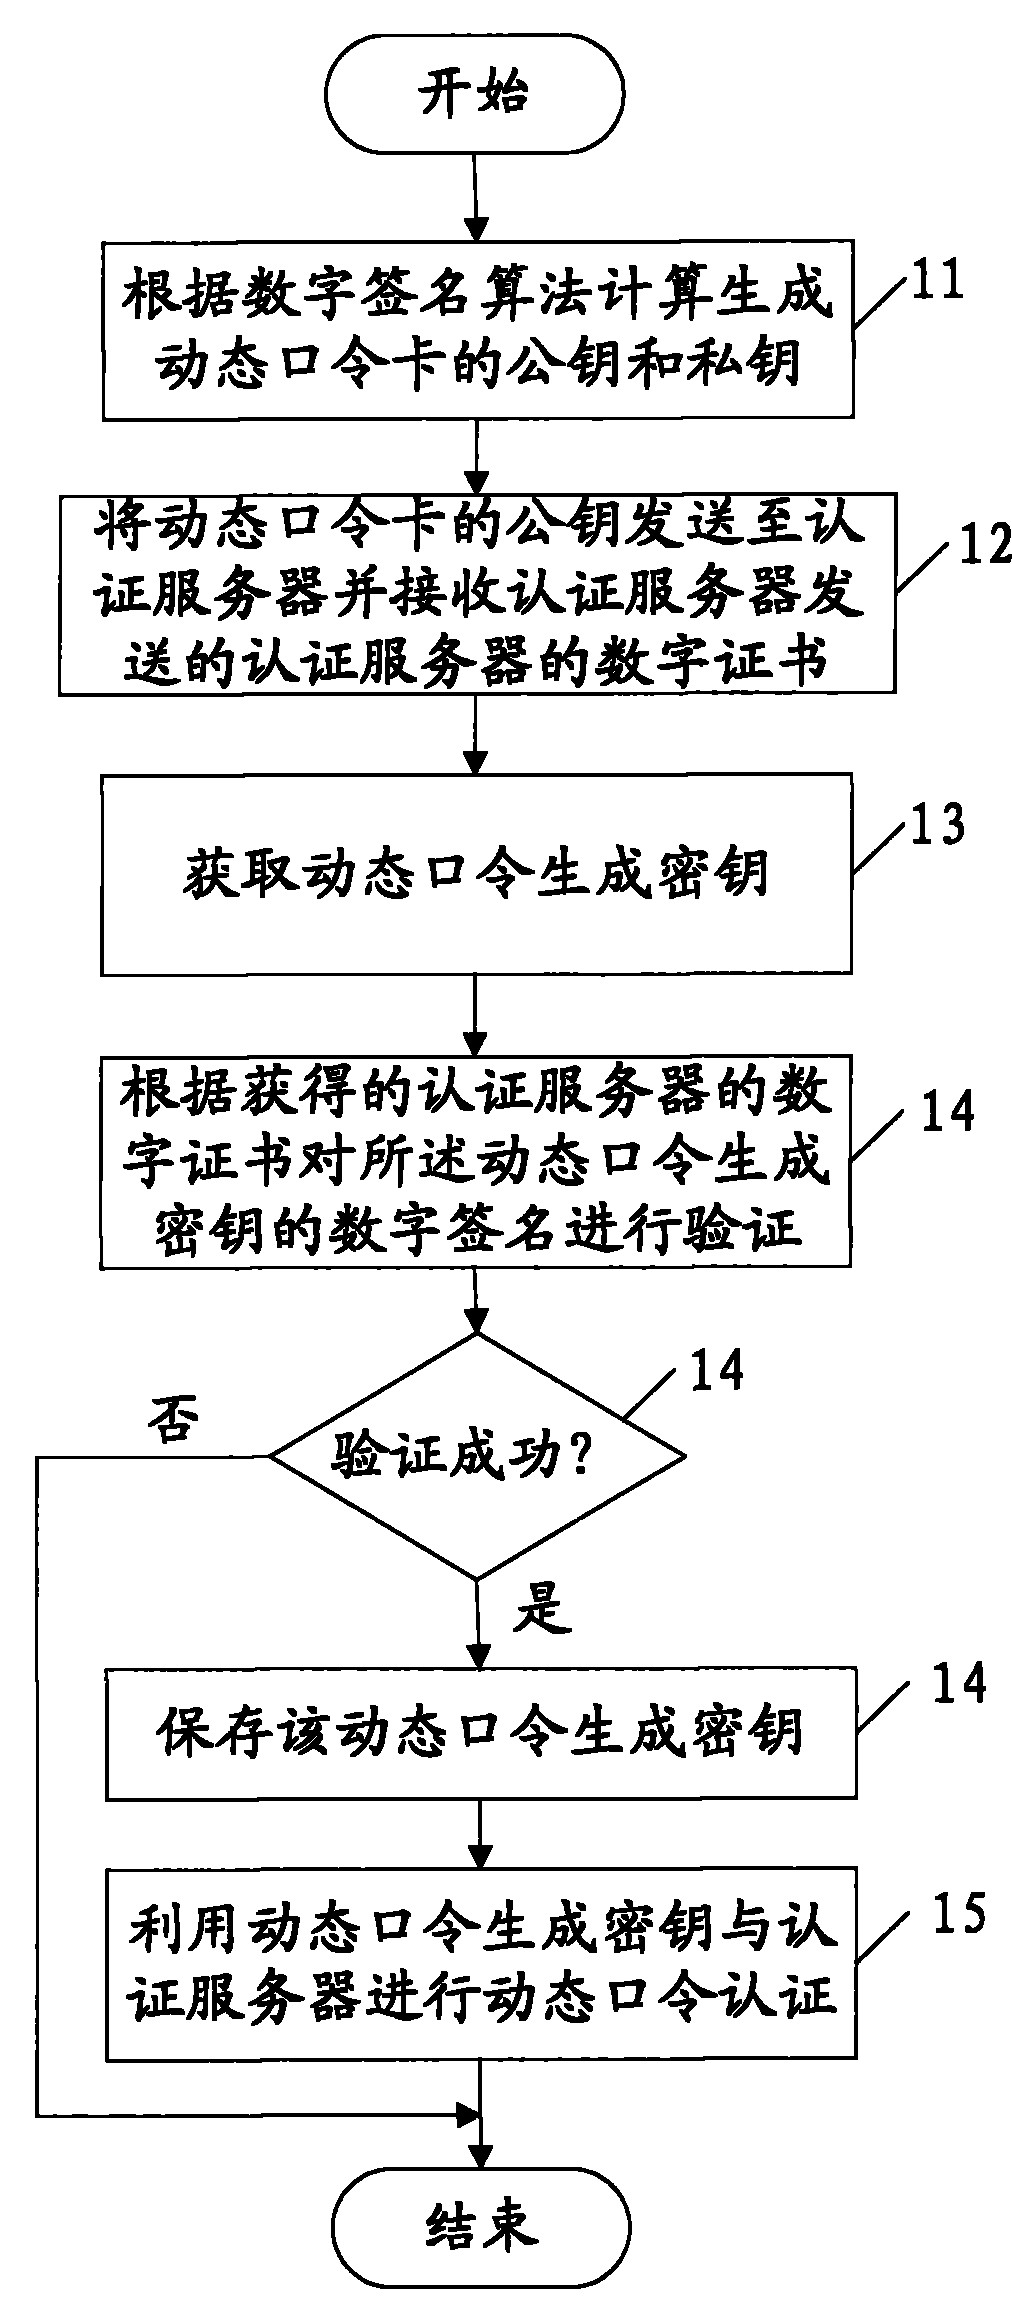 开始
根据数字签名算法计算生成
动态口令卡的公钥和私钥
11
将动态口令卡的公钥发送至认
证服务器并接收认证服务器发
送的认证服务器的数字证书
12
获取动态口令生成密钥
13
根据获得的认证服务器的数
字证书对所述动态口令生成
密钥的数字签名进行验证
14
验证成功?
14
否
是
保存该动态口令生成密钥
14
利用动态口令生成密钥与认
证服务器进行动态口令认证
15
结束